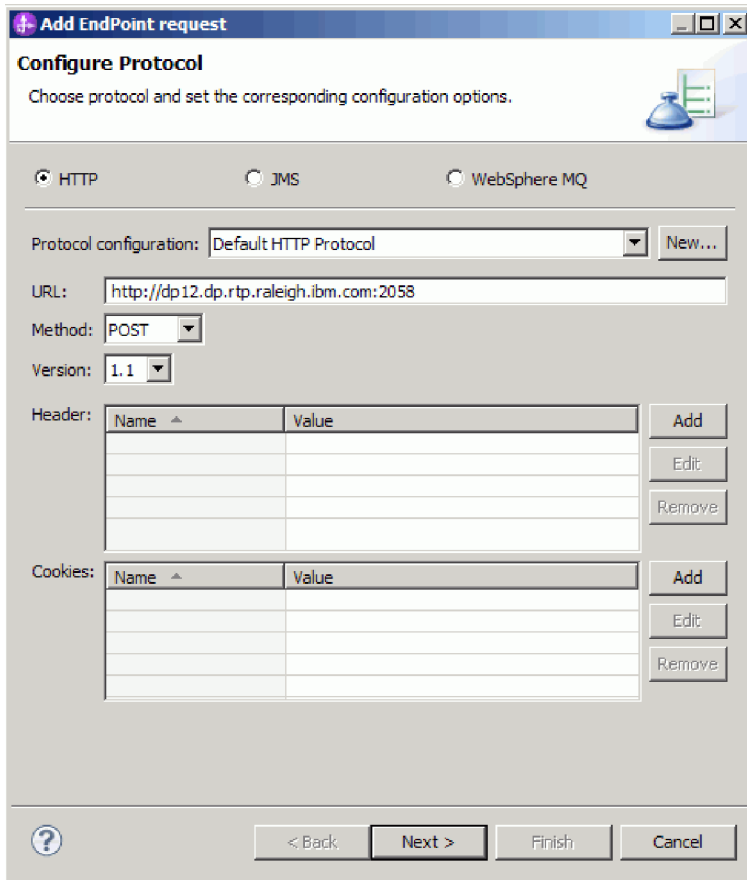 Add EndPoint request
Configure Protocol
Choose protocol and set the corresponding configuration options.
HTTP JMS WebSphere MQ
Protocol configuration: Default HTTP Protocol New...
URL: http://dp12.dp.rtp.raleigh.ibm.com:2058
Method: POST
Version: 1.1
Header: Name Value Add
Edit
Remove
Cookies: Name Value Add
Edit
Remove
? < Back Next > Finish Cancel